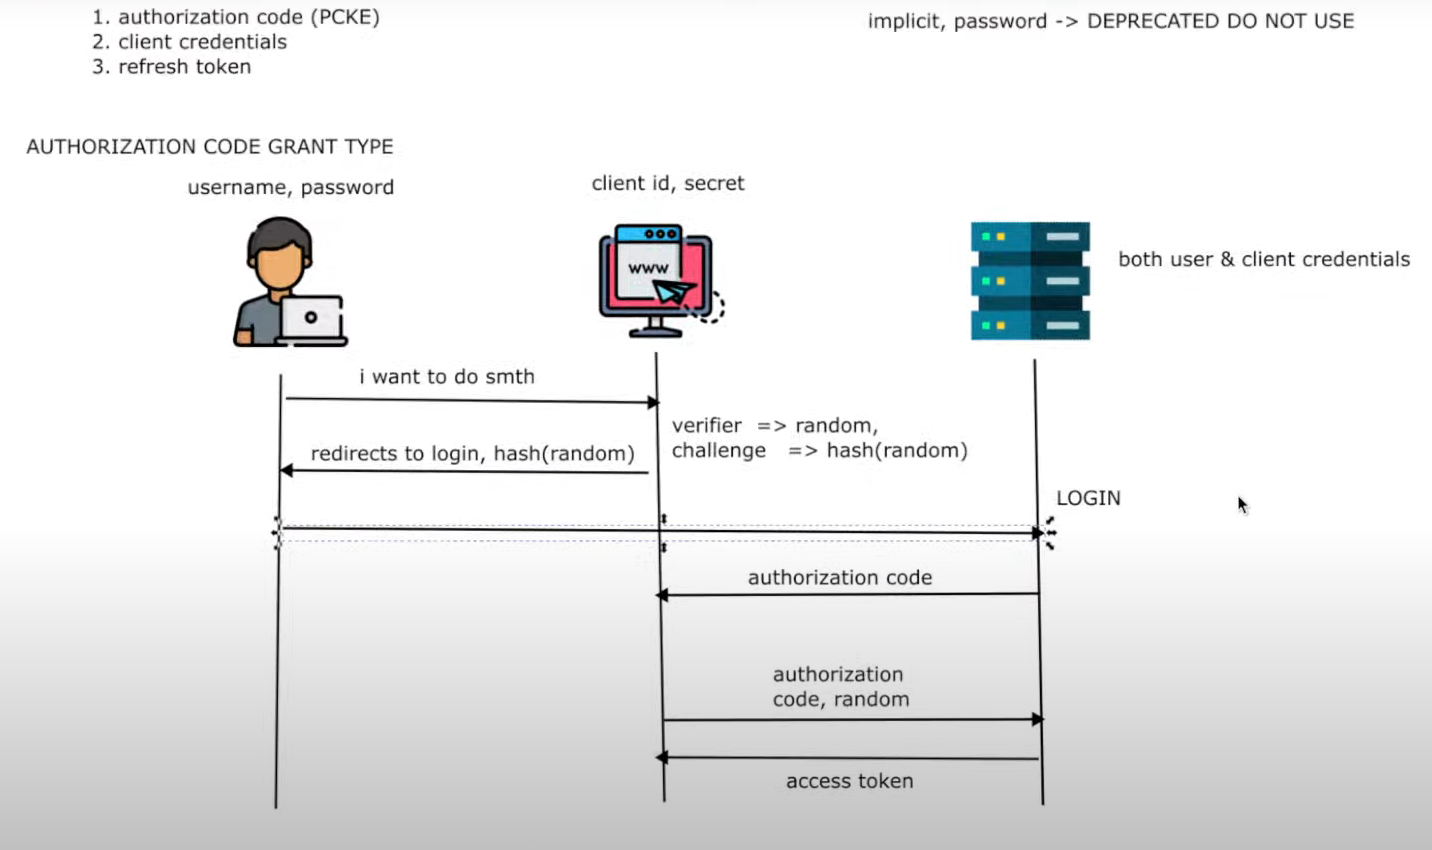 1. authorization code (PCKE)
2. client credentials
3. refresh token
implicit, password -> DEPRECATED DO NOT USE
AUTHORIZATION CODE GRANT TYPE
username, password
client id, secret
www
both user & client credentials
i want to do smth
verifier => random,
challenge => hash(random)
redirects to login, hash(random)
LOGIN
authorization code
authorization
code, random
access token